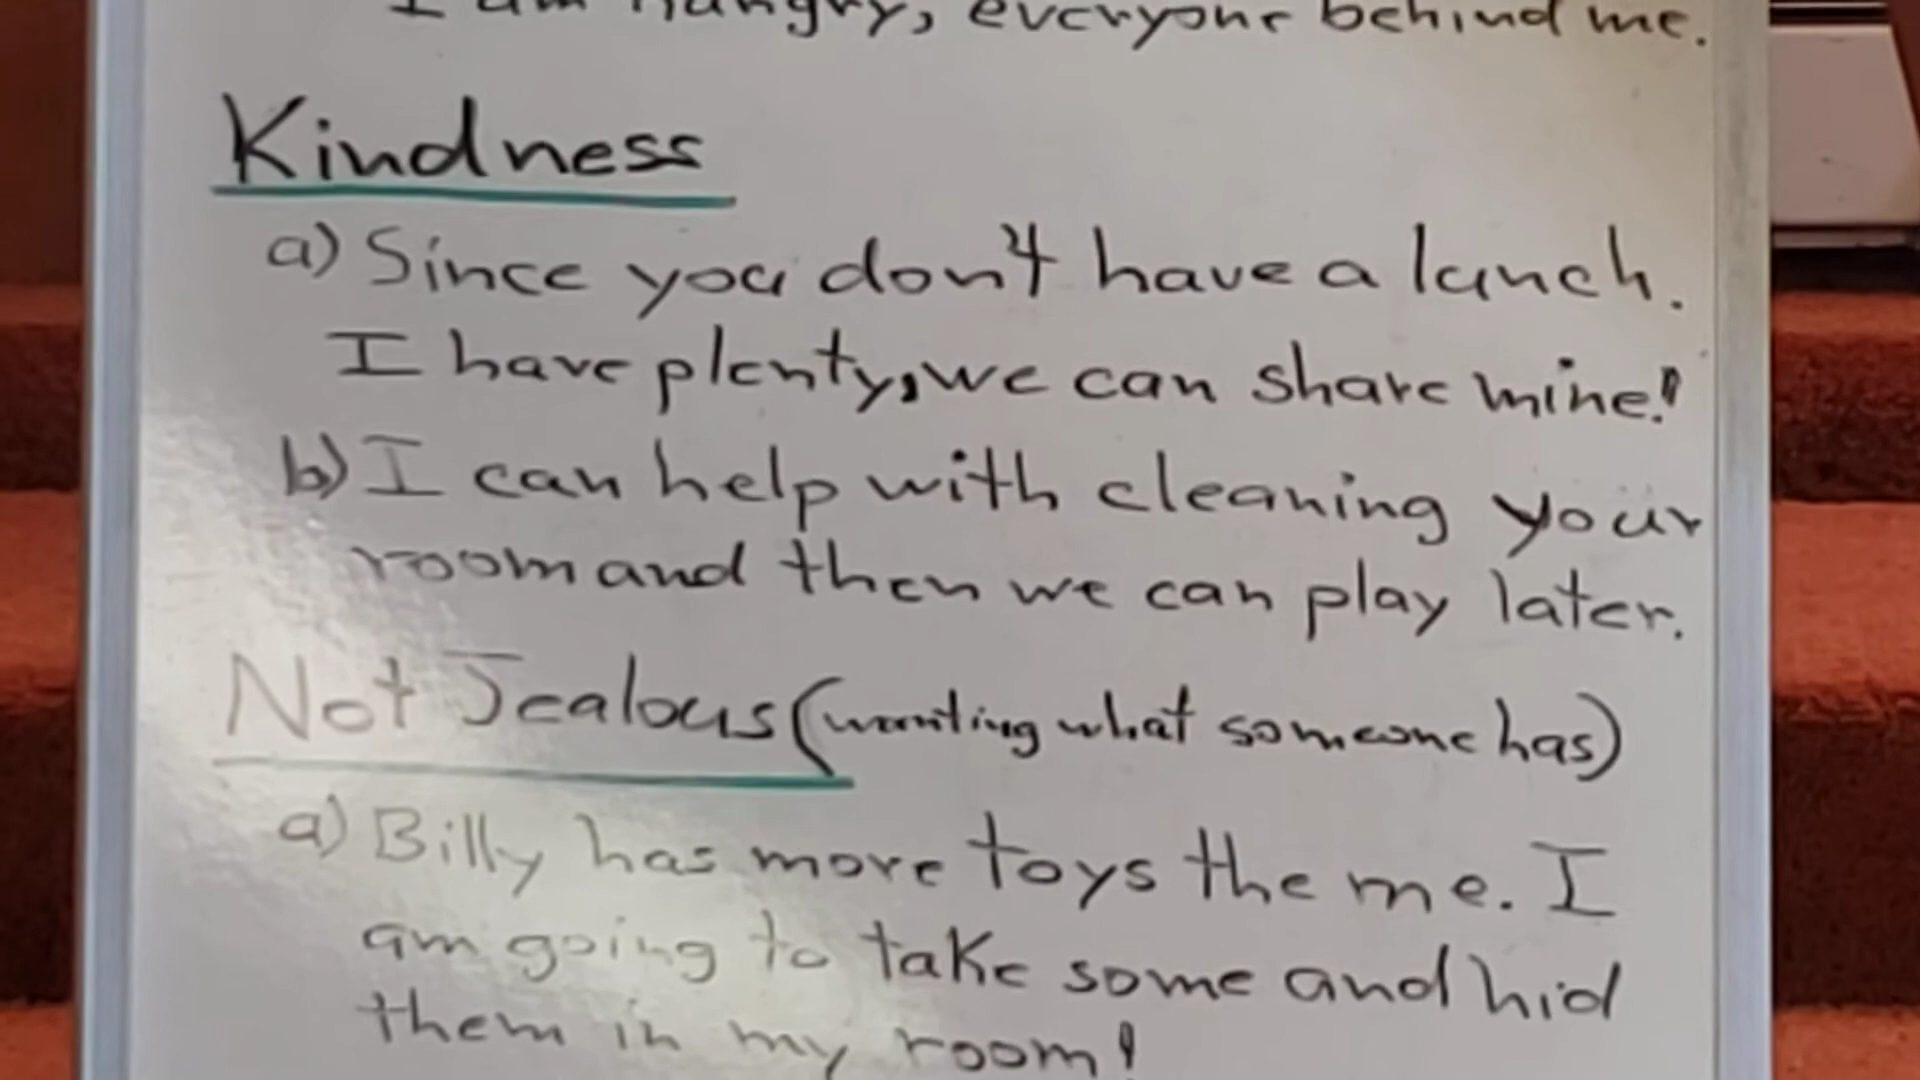 I am hungry, everyone behind me.
Kindness
a) Since you don't have a lunch.
I have plenty, we can share mine!
b) I can help with cleaning your
room and then we can play later.
Not Jealous (wanting what someone has)
a) Billy has more toys the me. I
am going to take some and hid
them in my room!